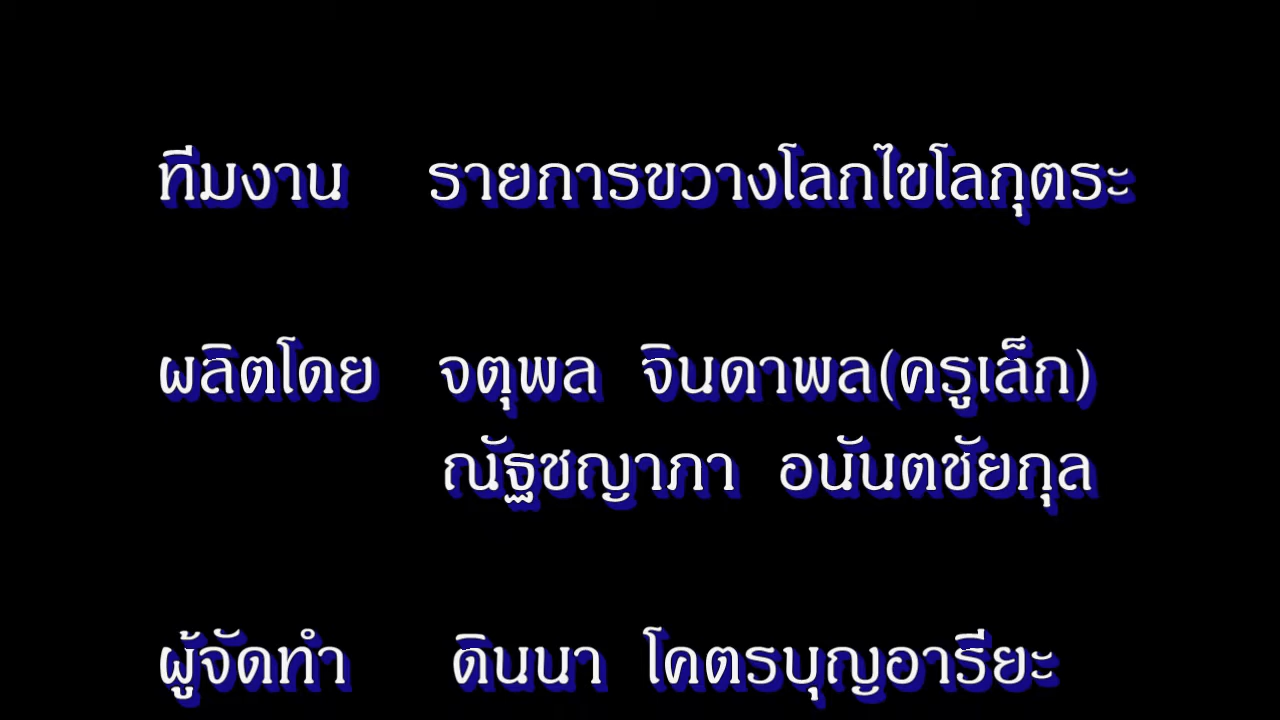 ทีมงาน รายการขวางโลกไขโลกุตระ
ผลิตโดย จตุพล จินดาพล(ครูเล็ก)
ณัฐชญาภา อนันตชัยกุล
ผู้จัดทำ ดินนา โคตรบุญอาริยะ